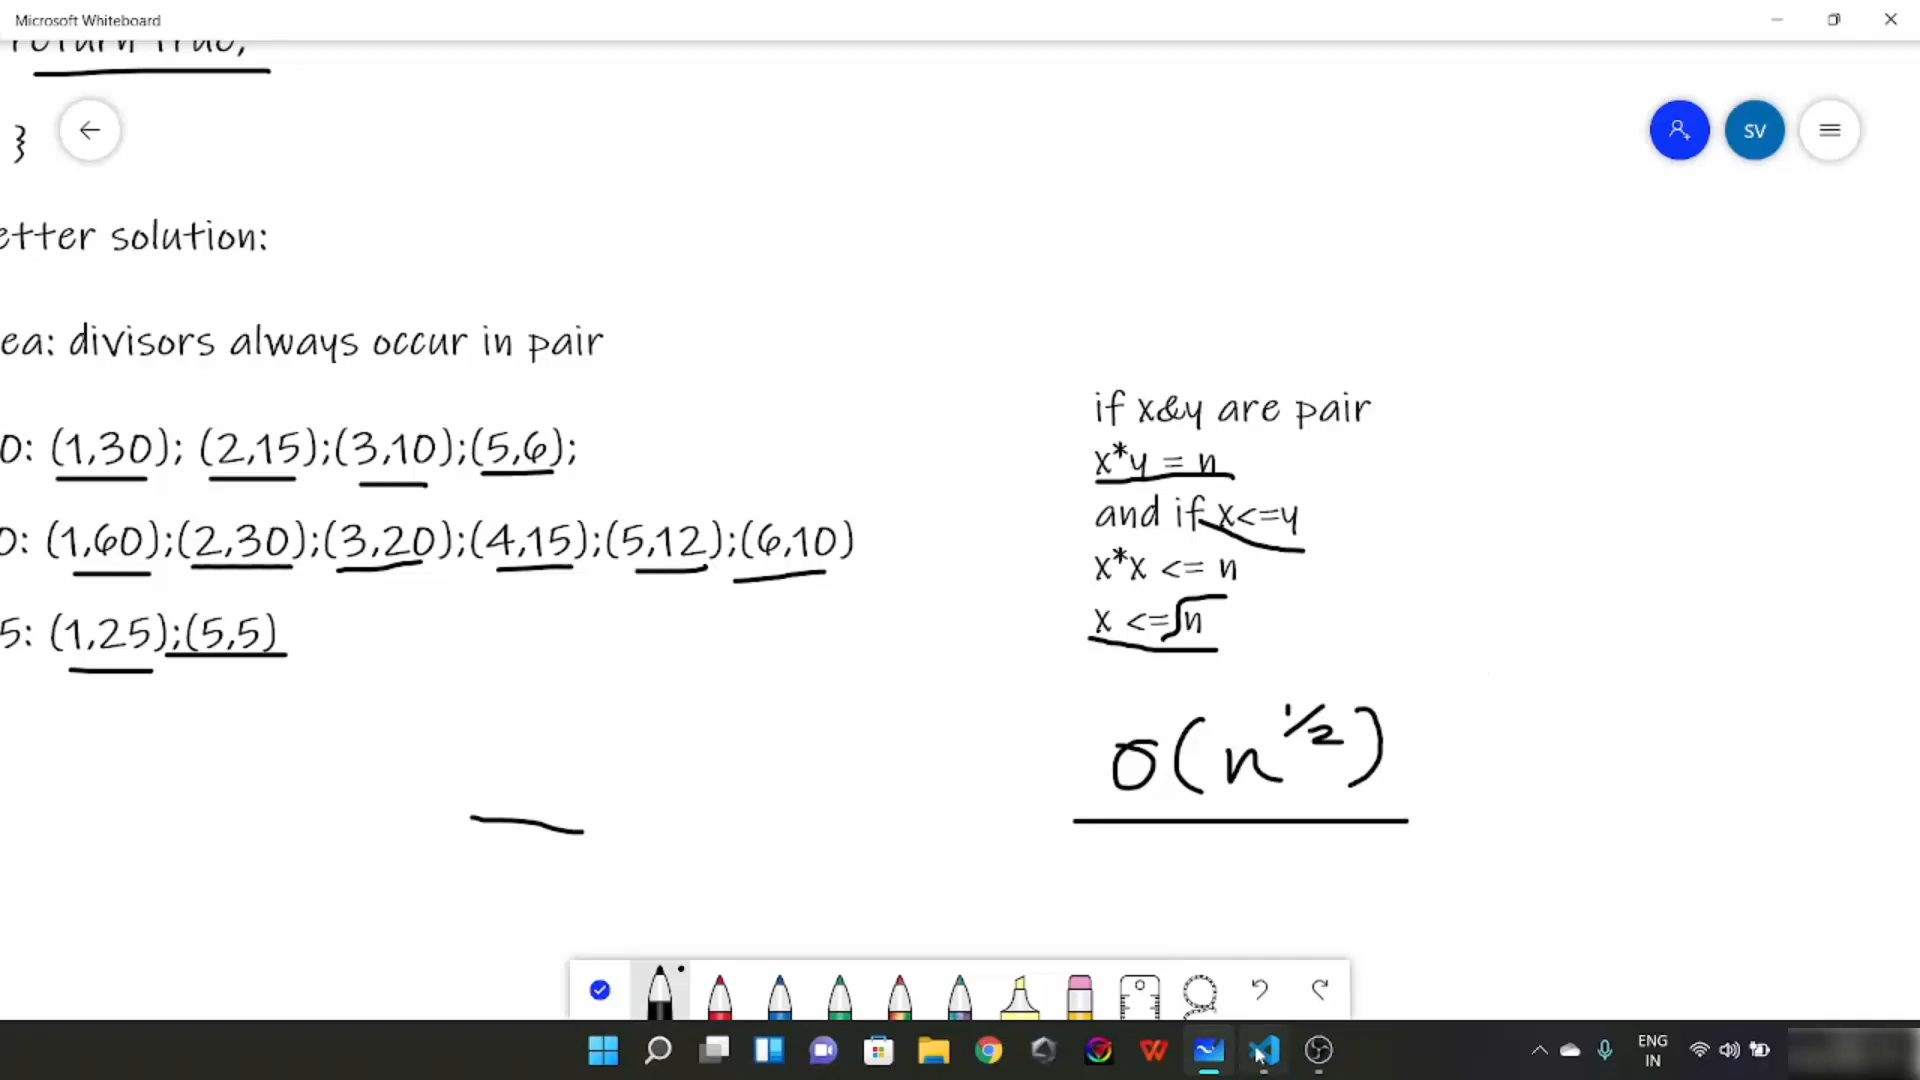 Microsoft Whiteboard
return true;
}
SV
etter solution:
ea: divisors always occur in pair
0: (1,30); (2,15);(3,10);(5,6);
0: (1,60);(2,30);(3,20);(4,15);(5,12);(6,10)
5: (1,25);(5,5)
if x&y are pair
x*y = n
and if x<=y
x*x <= n
x <=√n
O(n^1/2)
ENG
IN